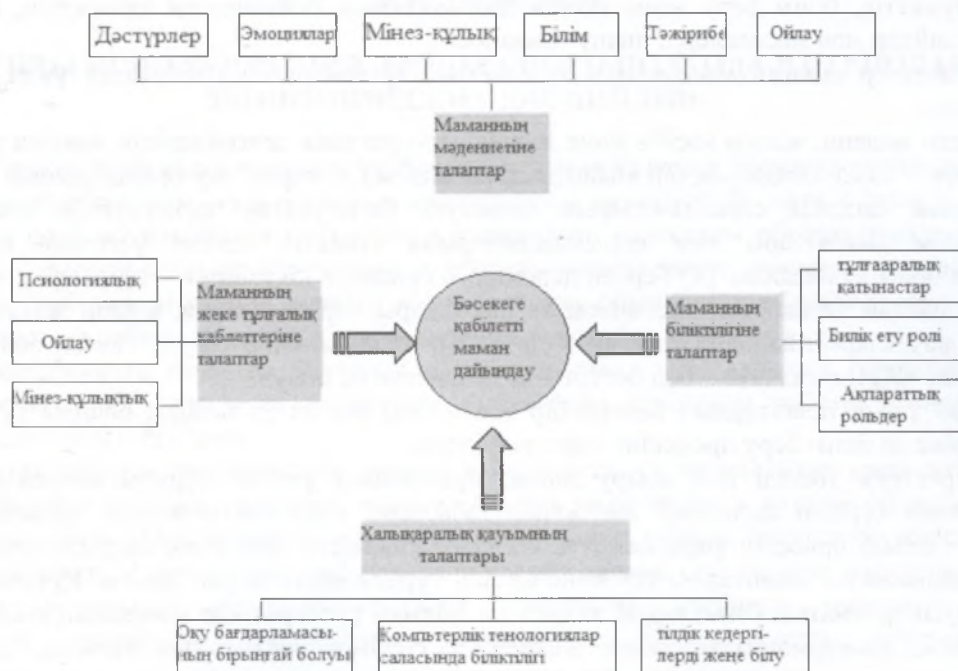 Дәстүрлер
Эмоциялар
Мінез-құлық
Білім
Тәжірибе
Ойлау
Маманның
мәдениетіне
талаптар
Псиологиялық
Ойлау
Мінез-құлықтық
Маманның
жеке тұлғалық
қабілеттеріне
талаптар
Бәсекеге
қабілетті
маман
дайындау
Маманның
біліктілігіне
талаптар
тұлғааралық
қатынастар
Билік ету ролі
Ақпараттық
рольдер
Халықаралық қауымның
талаптары
Оқу бағдарламасы-
ның бірыңғай болуы
Компьтерлік тенологиялар
саласында біліктілігі
тілдік кедергі-
лерді жеңе білу